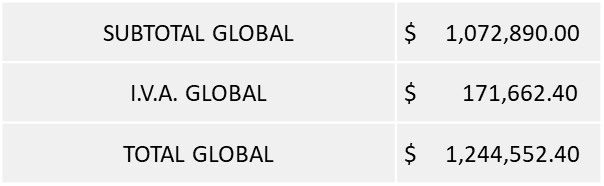 SUBTOTAL GLOBAL $ 1,072,890.00
I.V.A. GLOBAL $ 171,662.40
TOTAL GLOBAL $ 1,244,552.40